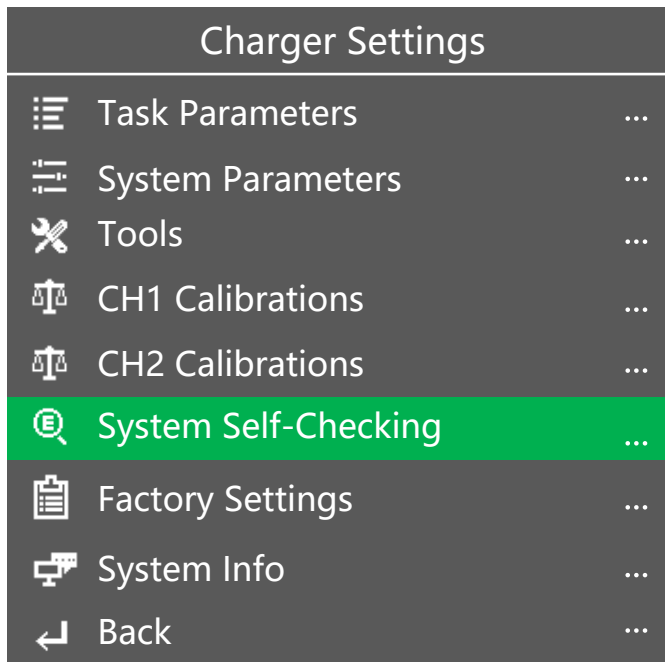 Charger Settings
Task Parameters ...
System Parameters ...
Tools ...
CH1 Calibrations ...
CH2 Calibrations ...
System Self-Checking ...
Factory Settings ...
System Info ...
Back ...